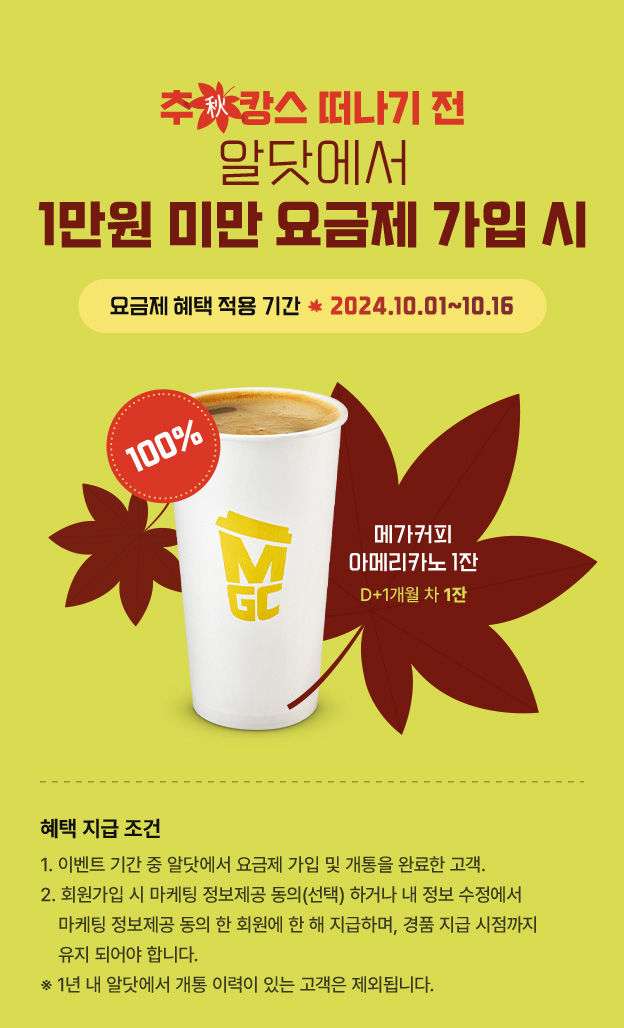 추秋캉스 떠나기 전
알닷에서
1만원 미만 요금제 가입 시
요금제 혜택 적용 기간 2024.10.01~10.16
100%
MGC
메가커피
아메리카노 1잔
D+1개월 차 1잔
혜택 지급 조건
1. 이벤트 기간 중 알닷에서 요금제 가입 및 개통을 완료한 고객.
2. 회원가입 시 마케팅 정보제공 동의(선택) 하거나 내 정보 수정에서
마케팅 정보제공 동의 한 회원에 한 해 지급하며, 경품 지급 시점까지
유지 되어야 합니다.
※ 1년 내 알닷에서 개통 이력이 있는 고객은 제외됩니다.